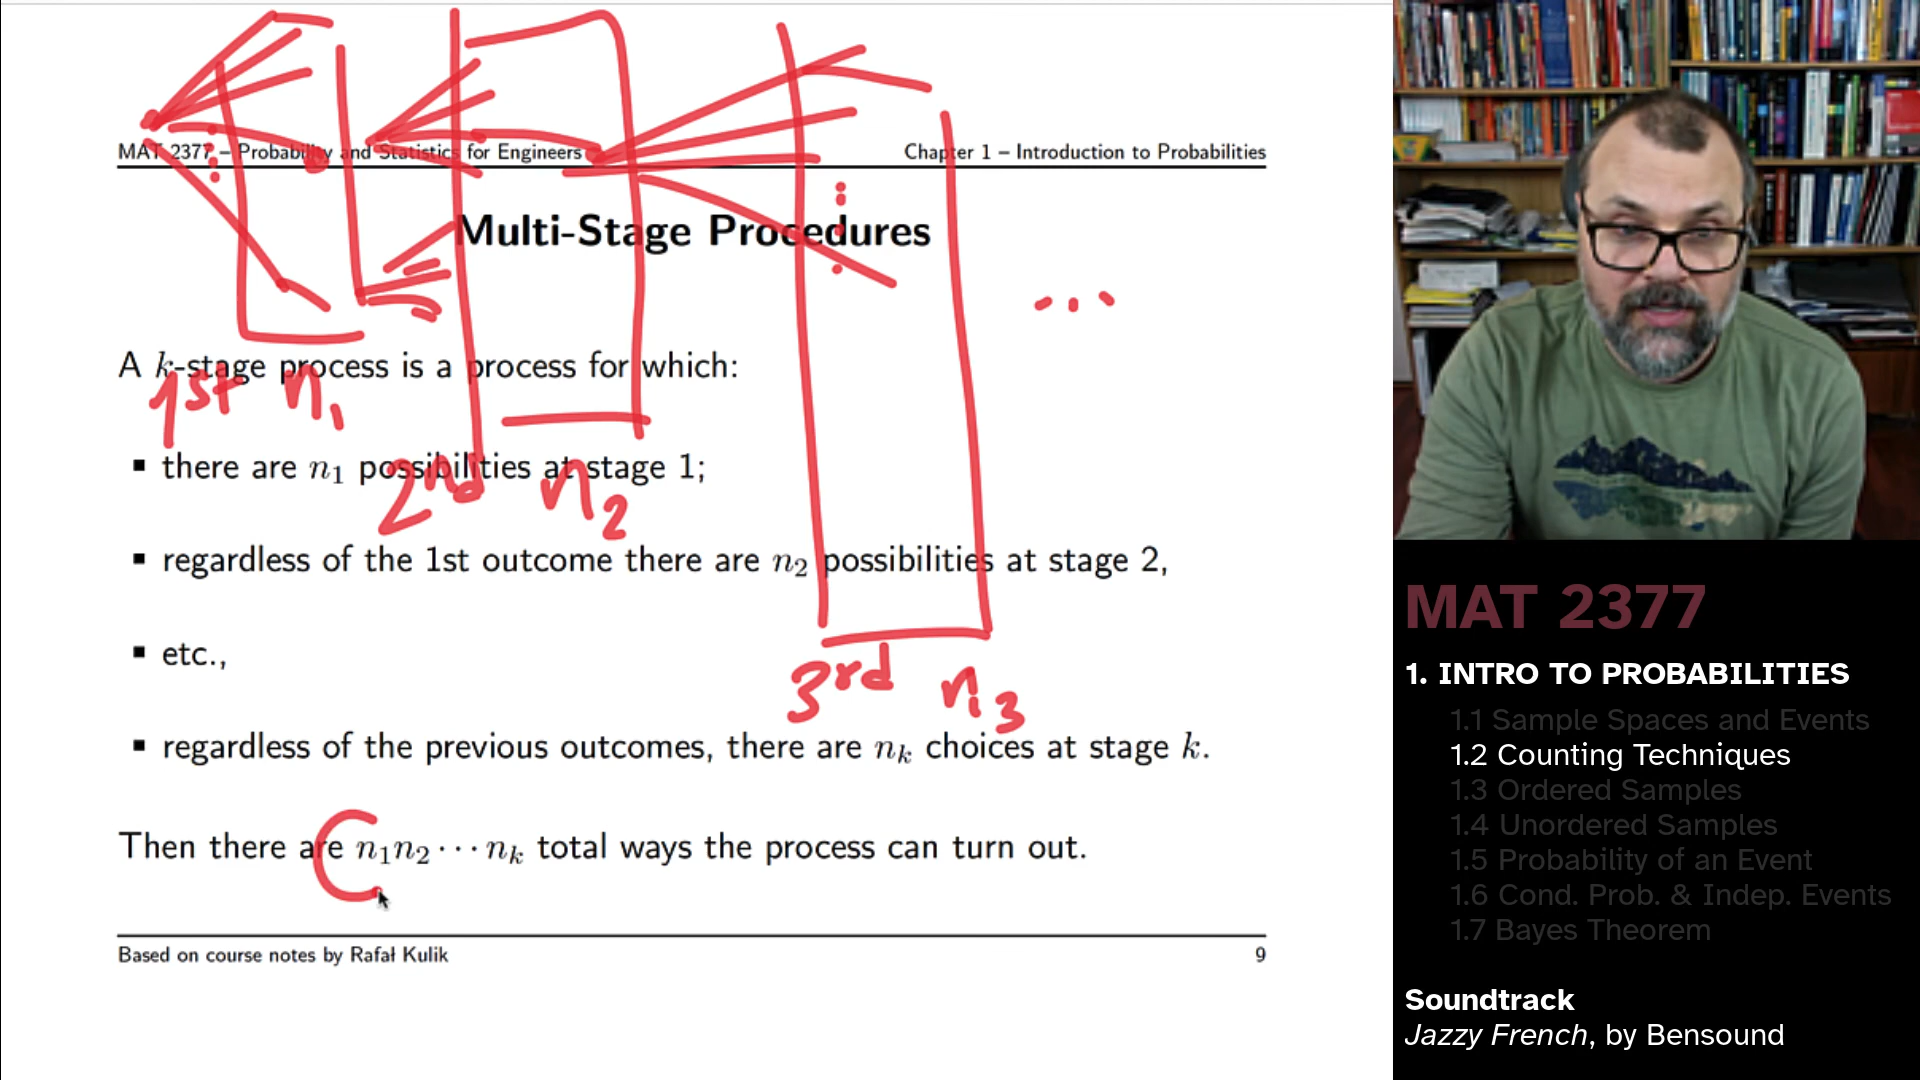 MAT 2377 – Probability and Statistics for Engineers
Chapter 1 – Introduction to Probabilities
Multi-Stage Procedures
A k-stage process is a process for which:
1st n1
▪ there are n1 possibilities at stage 1;
2nd n2
▪ regardless of the 1st outcome there are n2 possibilities at stage 2,
▪ etc.,
3rd n3
▪ regardless of the previous outcomes, there are nk choices at stage k.
Then there are n1n2 ··· nk total ways the process can turn out.
Based on course notes by Rafał Kulik
9
MAT 2377
1. INTRO TO PROBABILITIES
1.1 Sample Spaces and Events
1.2 Counting Techniques
1.3 Ordered Samples
1.4 Unordered Samples
1.5 Probability of an Event
1.6 Cond. Prob. & Indep. Events
1.7 Bayes Theorem
Soundtrack
Jazzy French, by Bensound